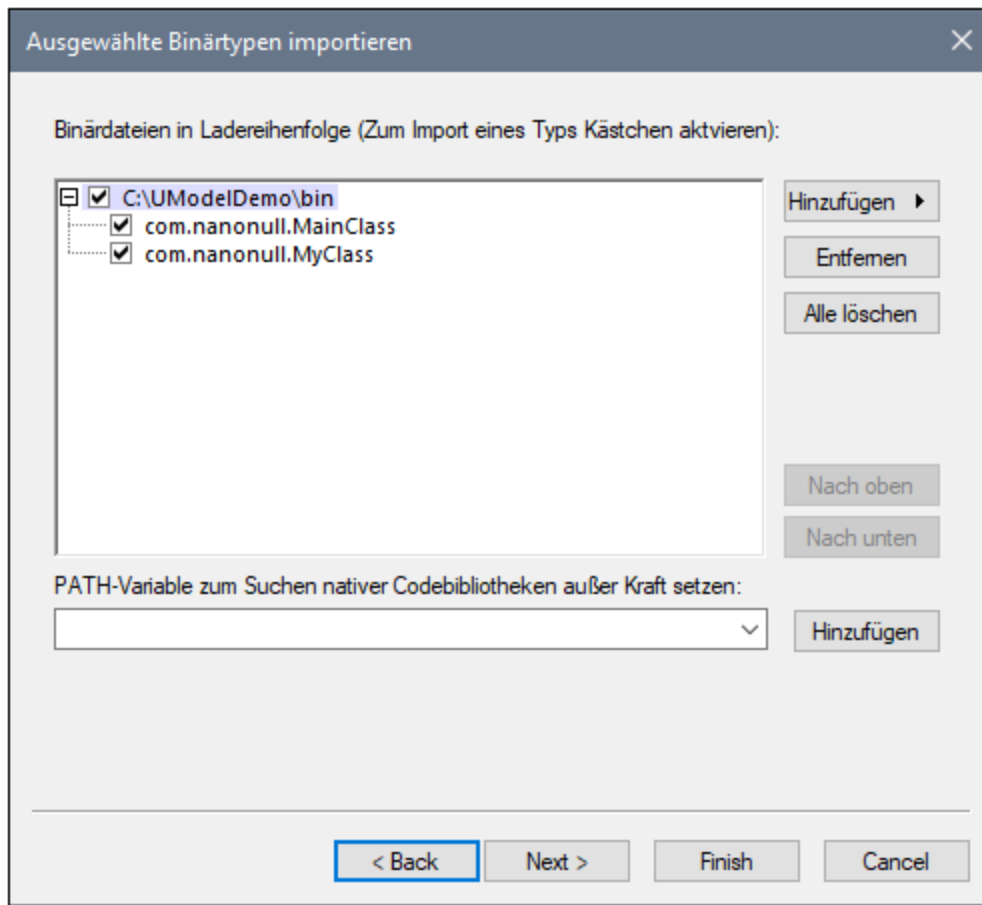 Ausgewählte Binärtypen importieren
Binärdateien in Ladereihenfolge (Zum Import eines Typs Kästchen aktvieren):
C:\UModelDemo\bin
com.nanonull.MainClass
com.nanonull.MyClass
Hinzufügen
Entfernen
Alle löschen
Nach oben
Nach unten
PATH-Variable zum Suchen nativer Codebibliotheken außer Kraft setzen:
Hinzufügen
< Back
Next >
Finish
Cancel